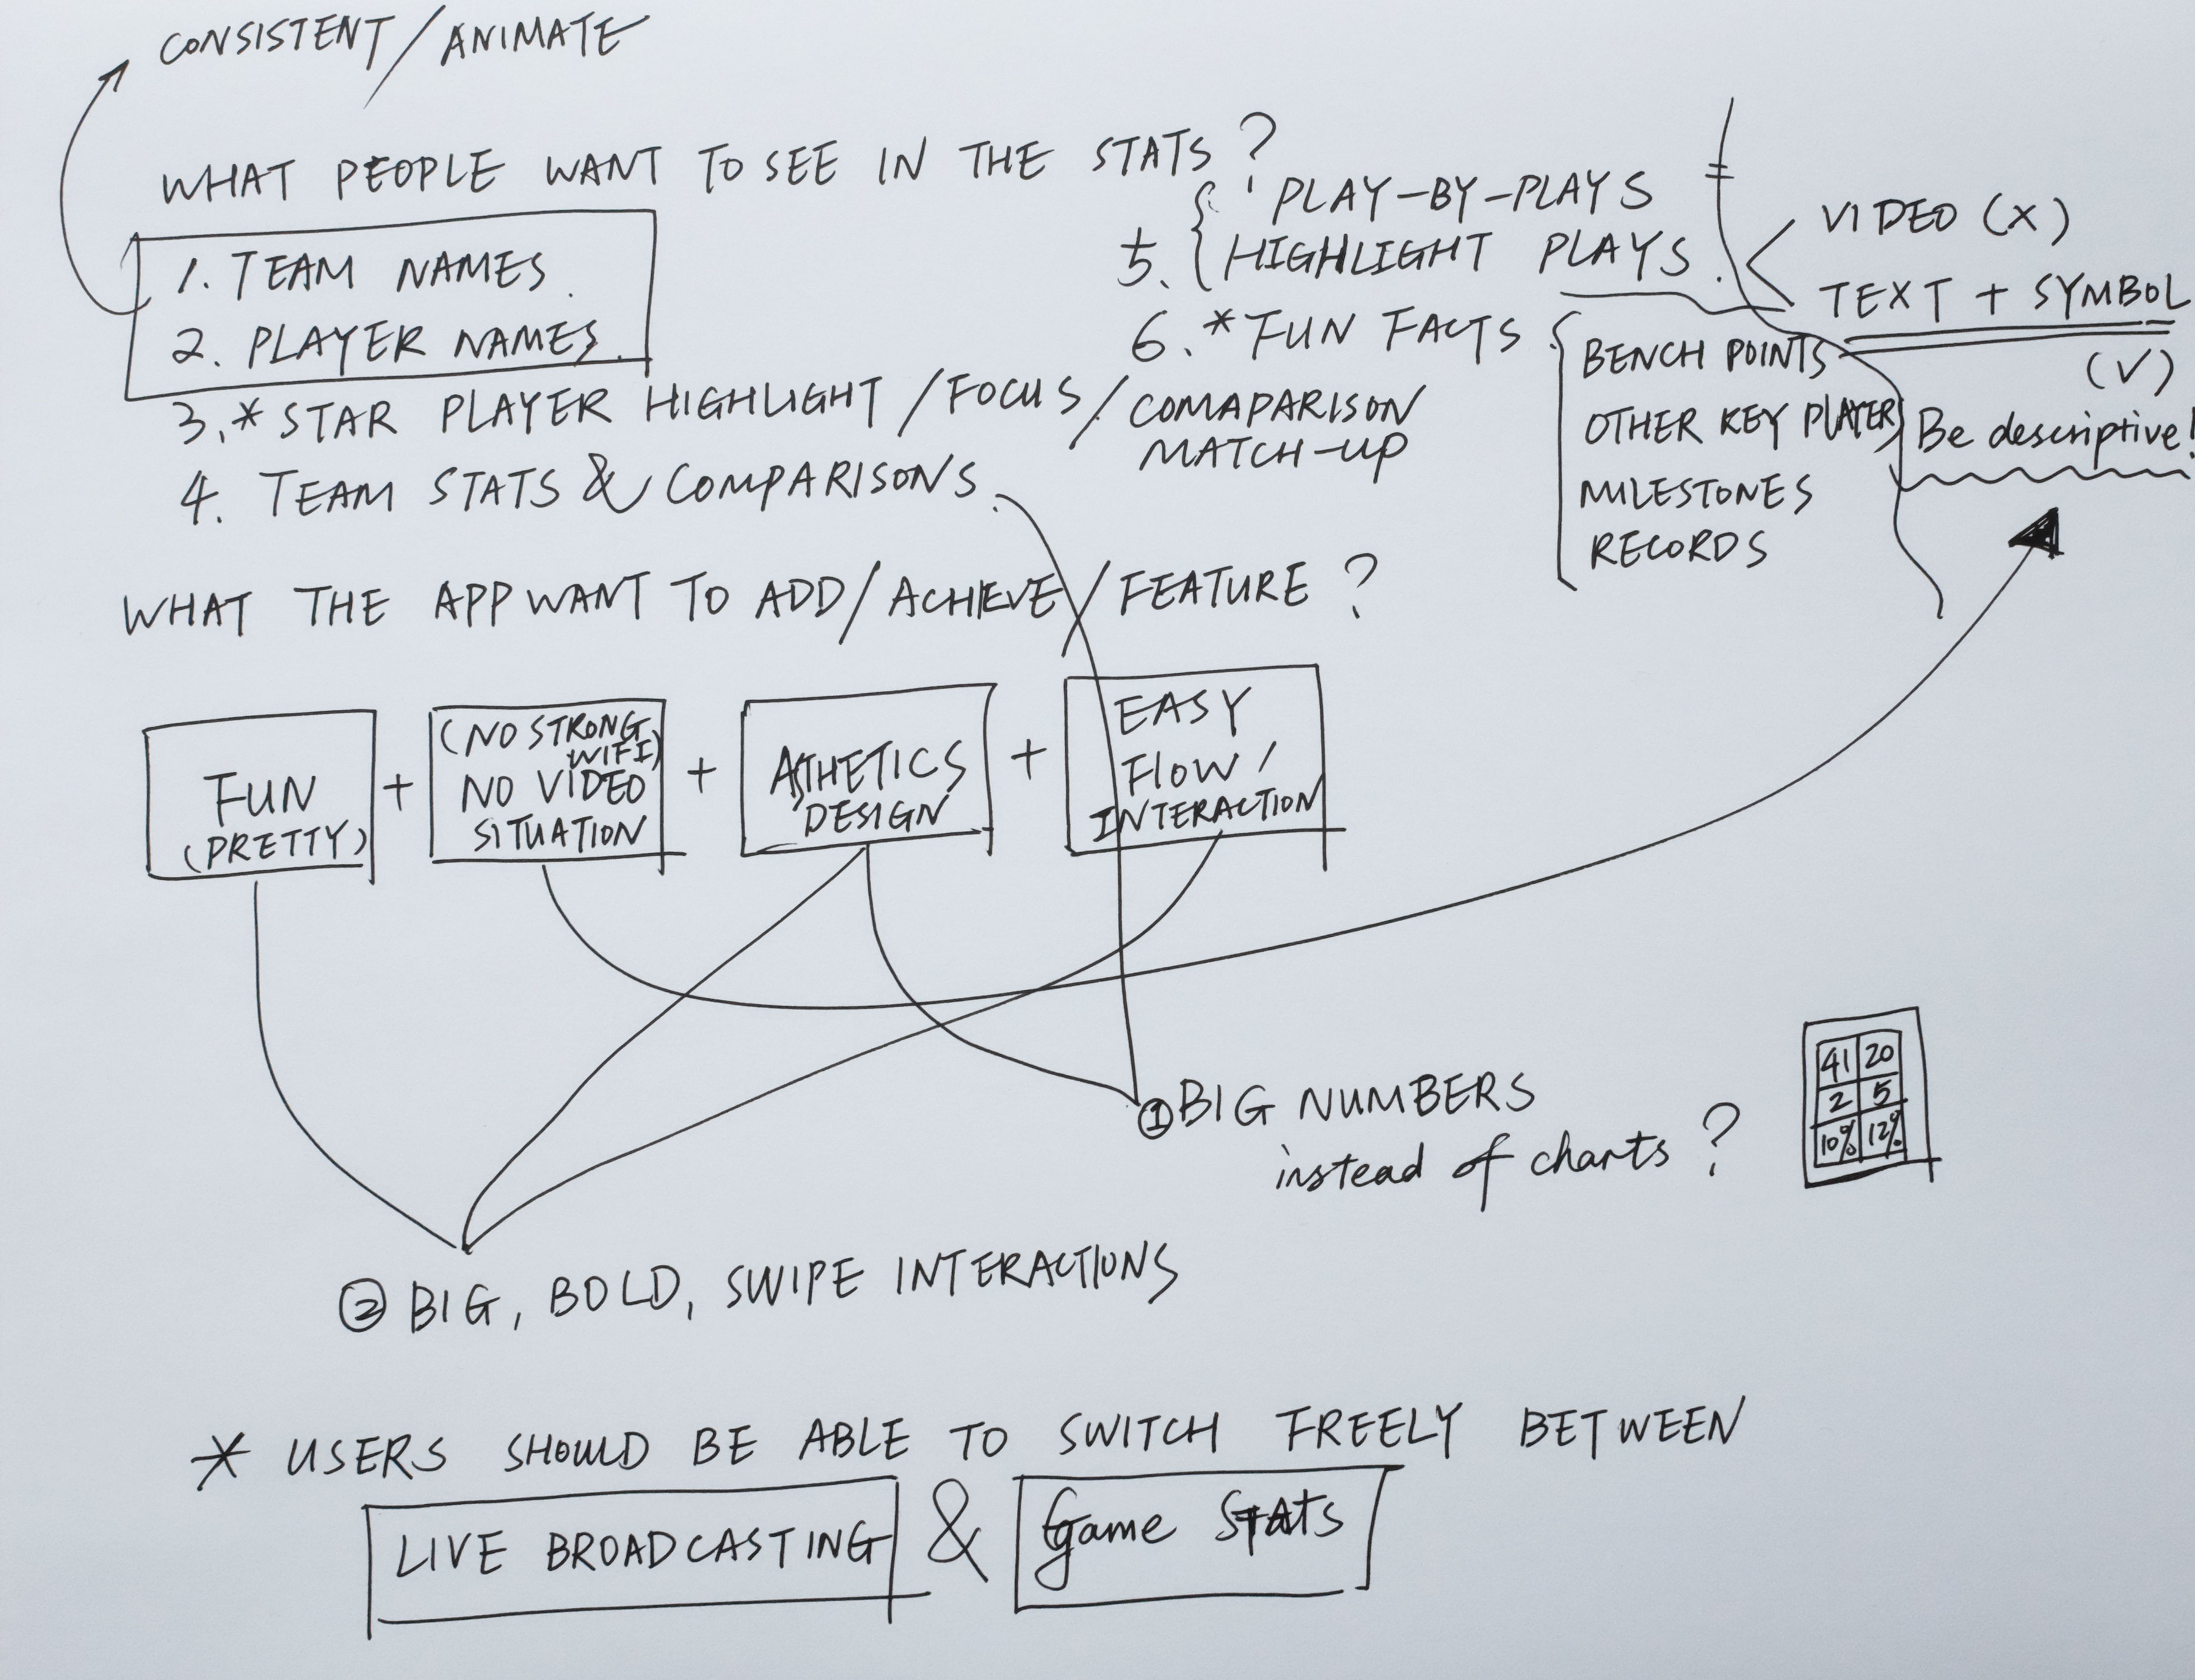 CONSISTENT/ANIMATE
WHAT PEOPLE WANT TO SEE IN THE STATS ?
1. TEAM NAMES.
2. PLAYER NAMES.
3.* STAR PLAYER HIGHLIGHT / FOCUS / COMAPARISON
MATCH-UP
4. TEAM STATS & COMPARISONS.
5. { PLAY-BY-PLAYS
HIGHLIGHT PLAYS.
VIDEO (X)
TEXT + SYMBOL
(V)
Be descriptive!
6. *FUN FACTS {
BENCH POINTS
OTHER KEY PLAYERS
MILESTONES
RECORDS
WHAT THE APP WANT TO ADD / ACHIEVE / FEATURE ?
FUN
(PRETTY)
+
(NO STRONG
WIFI)
NO VIDEO
SITUATION
+
ASTHETICS
DESIGN
+
EASY
FLOW /
INTERACTION
① BIG NUMBERS
instead of charts ?
41 20
2 5
10% 12%
② BIG, BOLD, SWIPE INTERACTIONS
* USERS SHOULD BE ABLE TO SWITCH FREELY BETWEEN
LIVE BROADCASTING & Game Stats